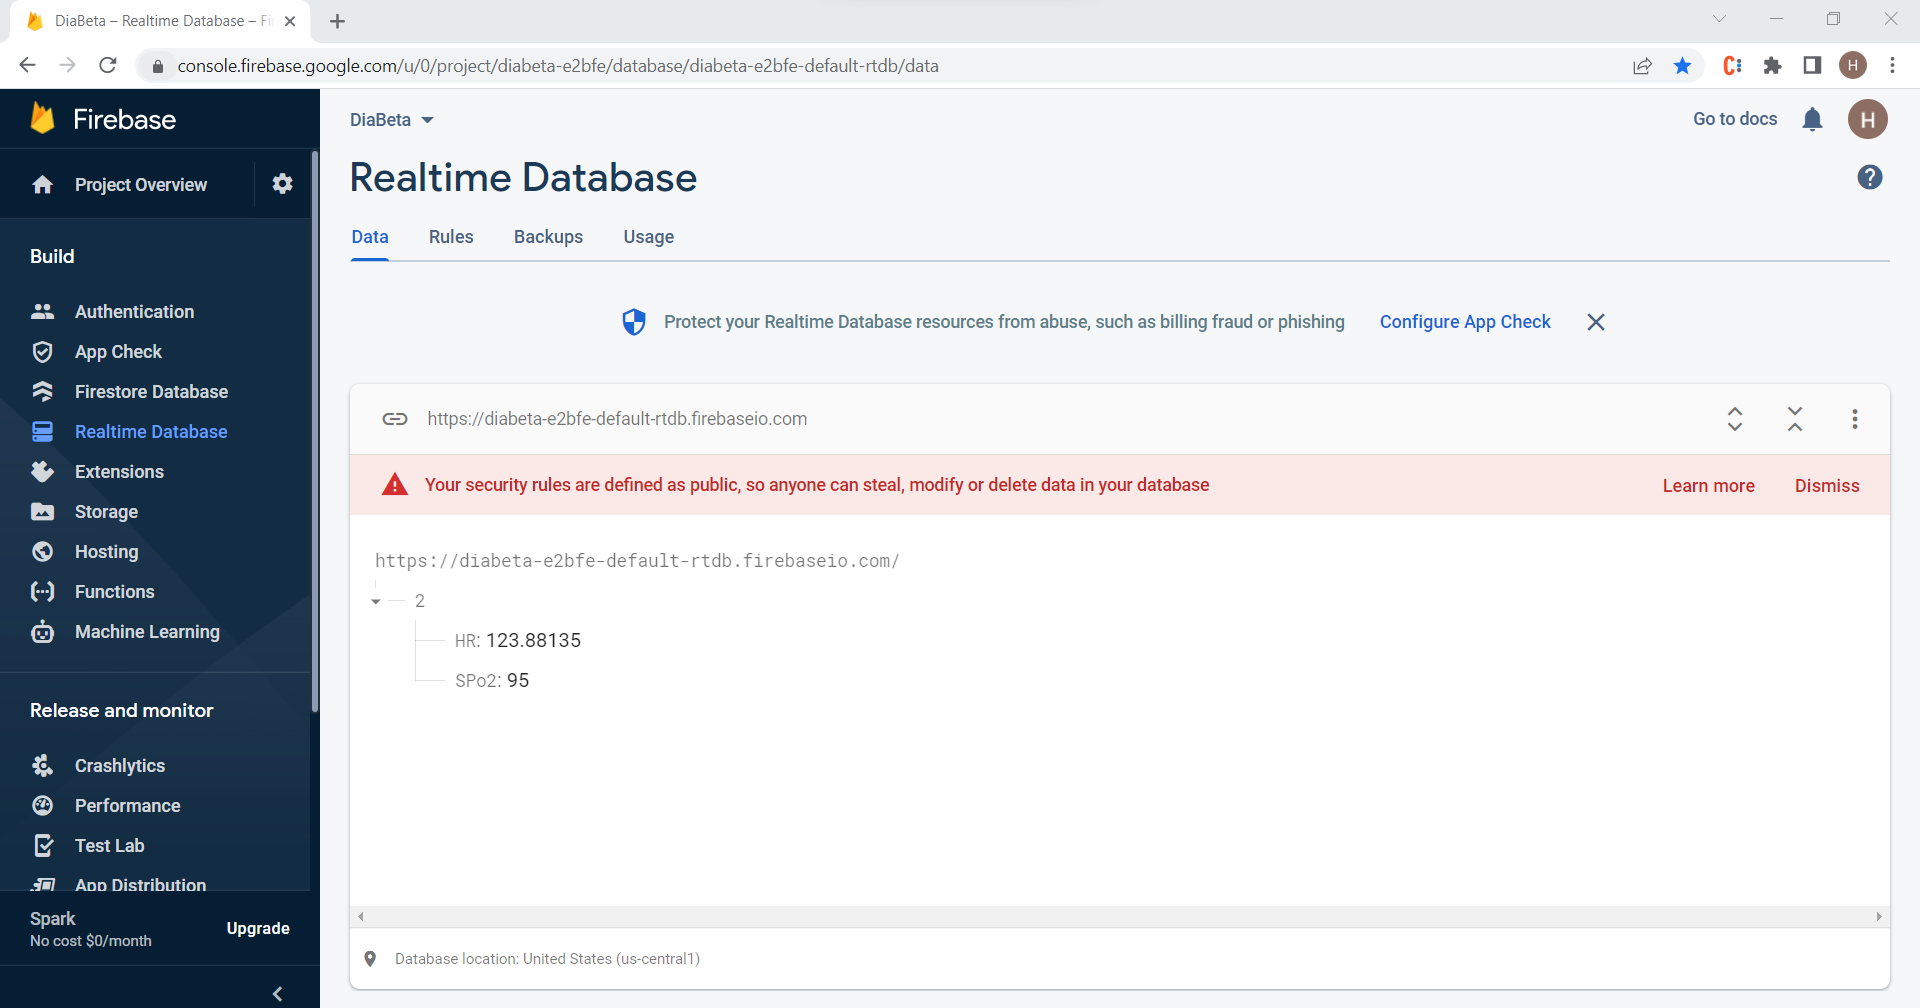 DiaBeta – Realtime Database – Fi
console.firebase.google.com/u/0/project/diabeta-e2bfe/database/diabeta-e2bfe-default-rtdb/data
H
Firebase
DiaBeta
Go to docs
H
Project Overview
Realtime Database
Data Rules Backups Usage
Build
Authentication
App Check
Firestore Database
Realtime Database
Extensions
Storage
Hosting
Functions
Machine Learning
Release and monitor
Crashlytics
Performance
Test Lab
App Distribution
Spark
No cost $0/month
Upgrade
Protect your Realtime Database resources from abuse, such as billing fraud or phishing Configure App Check
https://diabeta-e2bfe-default-rtdb.firebaseio.com
Your security rules are defined as public, so anyone can steal, modify or delete data in your database Learn more Dismiss
https://diabeta-e2bfe-default-rtdb.firebaseio.com/
2
HR: 123.88135
SPo2: 95
Database location: United States (us-central1)